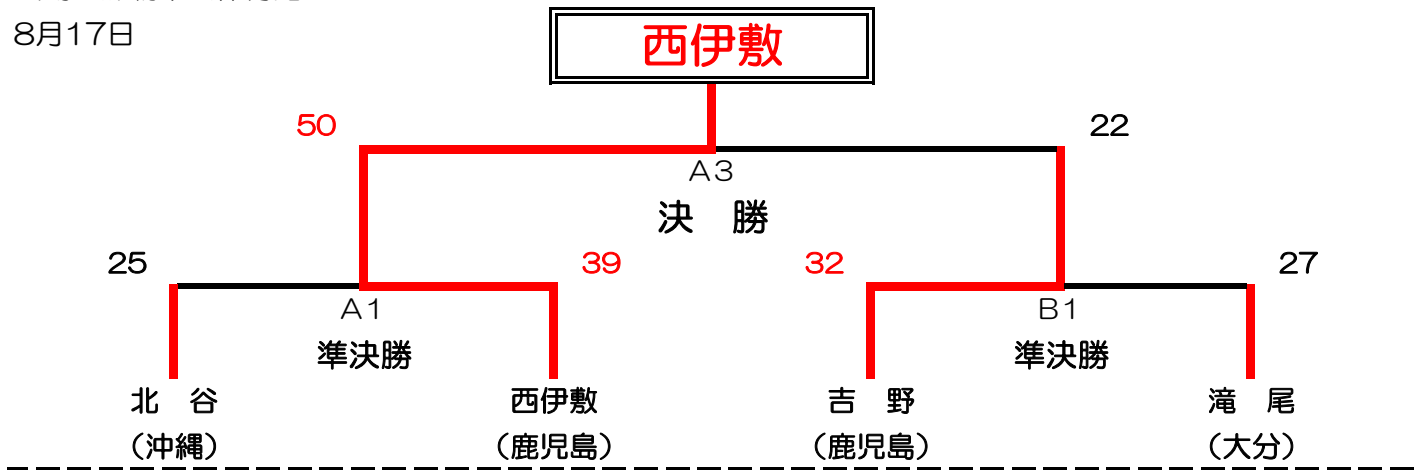 8月17日
西伊敷
50
22
A3
決　勝
25
39
32
27
A1
B1
準決勝
準決勝
北　谷
西伊敷
吉　野
滝　尾
（沖縄）
（鹿児島）
（鹿児島）
（大分）